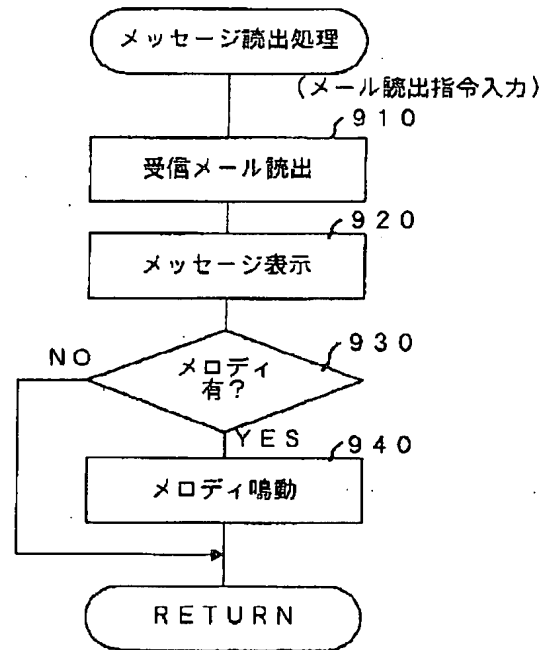 メッセージ読出処理
(メール読出指令入力)
910
受信メール読出
920
メッセージ表示
930
NO
メロディ
有?
YES
940
メロディ鳴動
RETURN